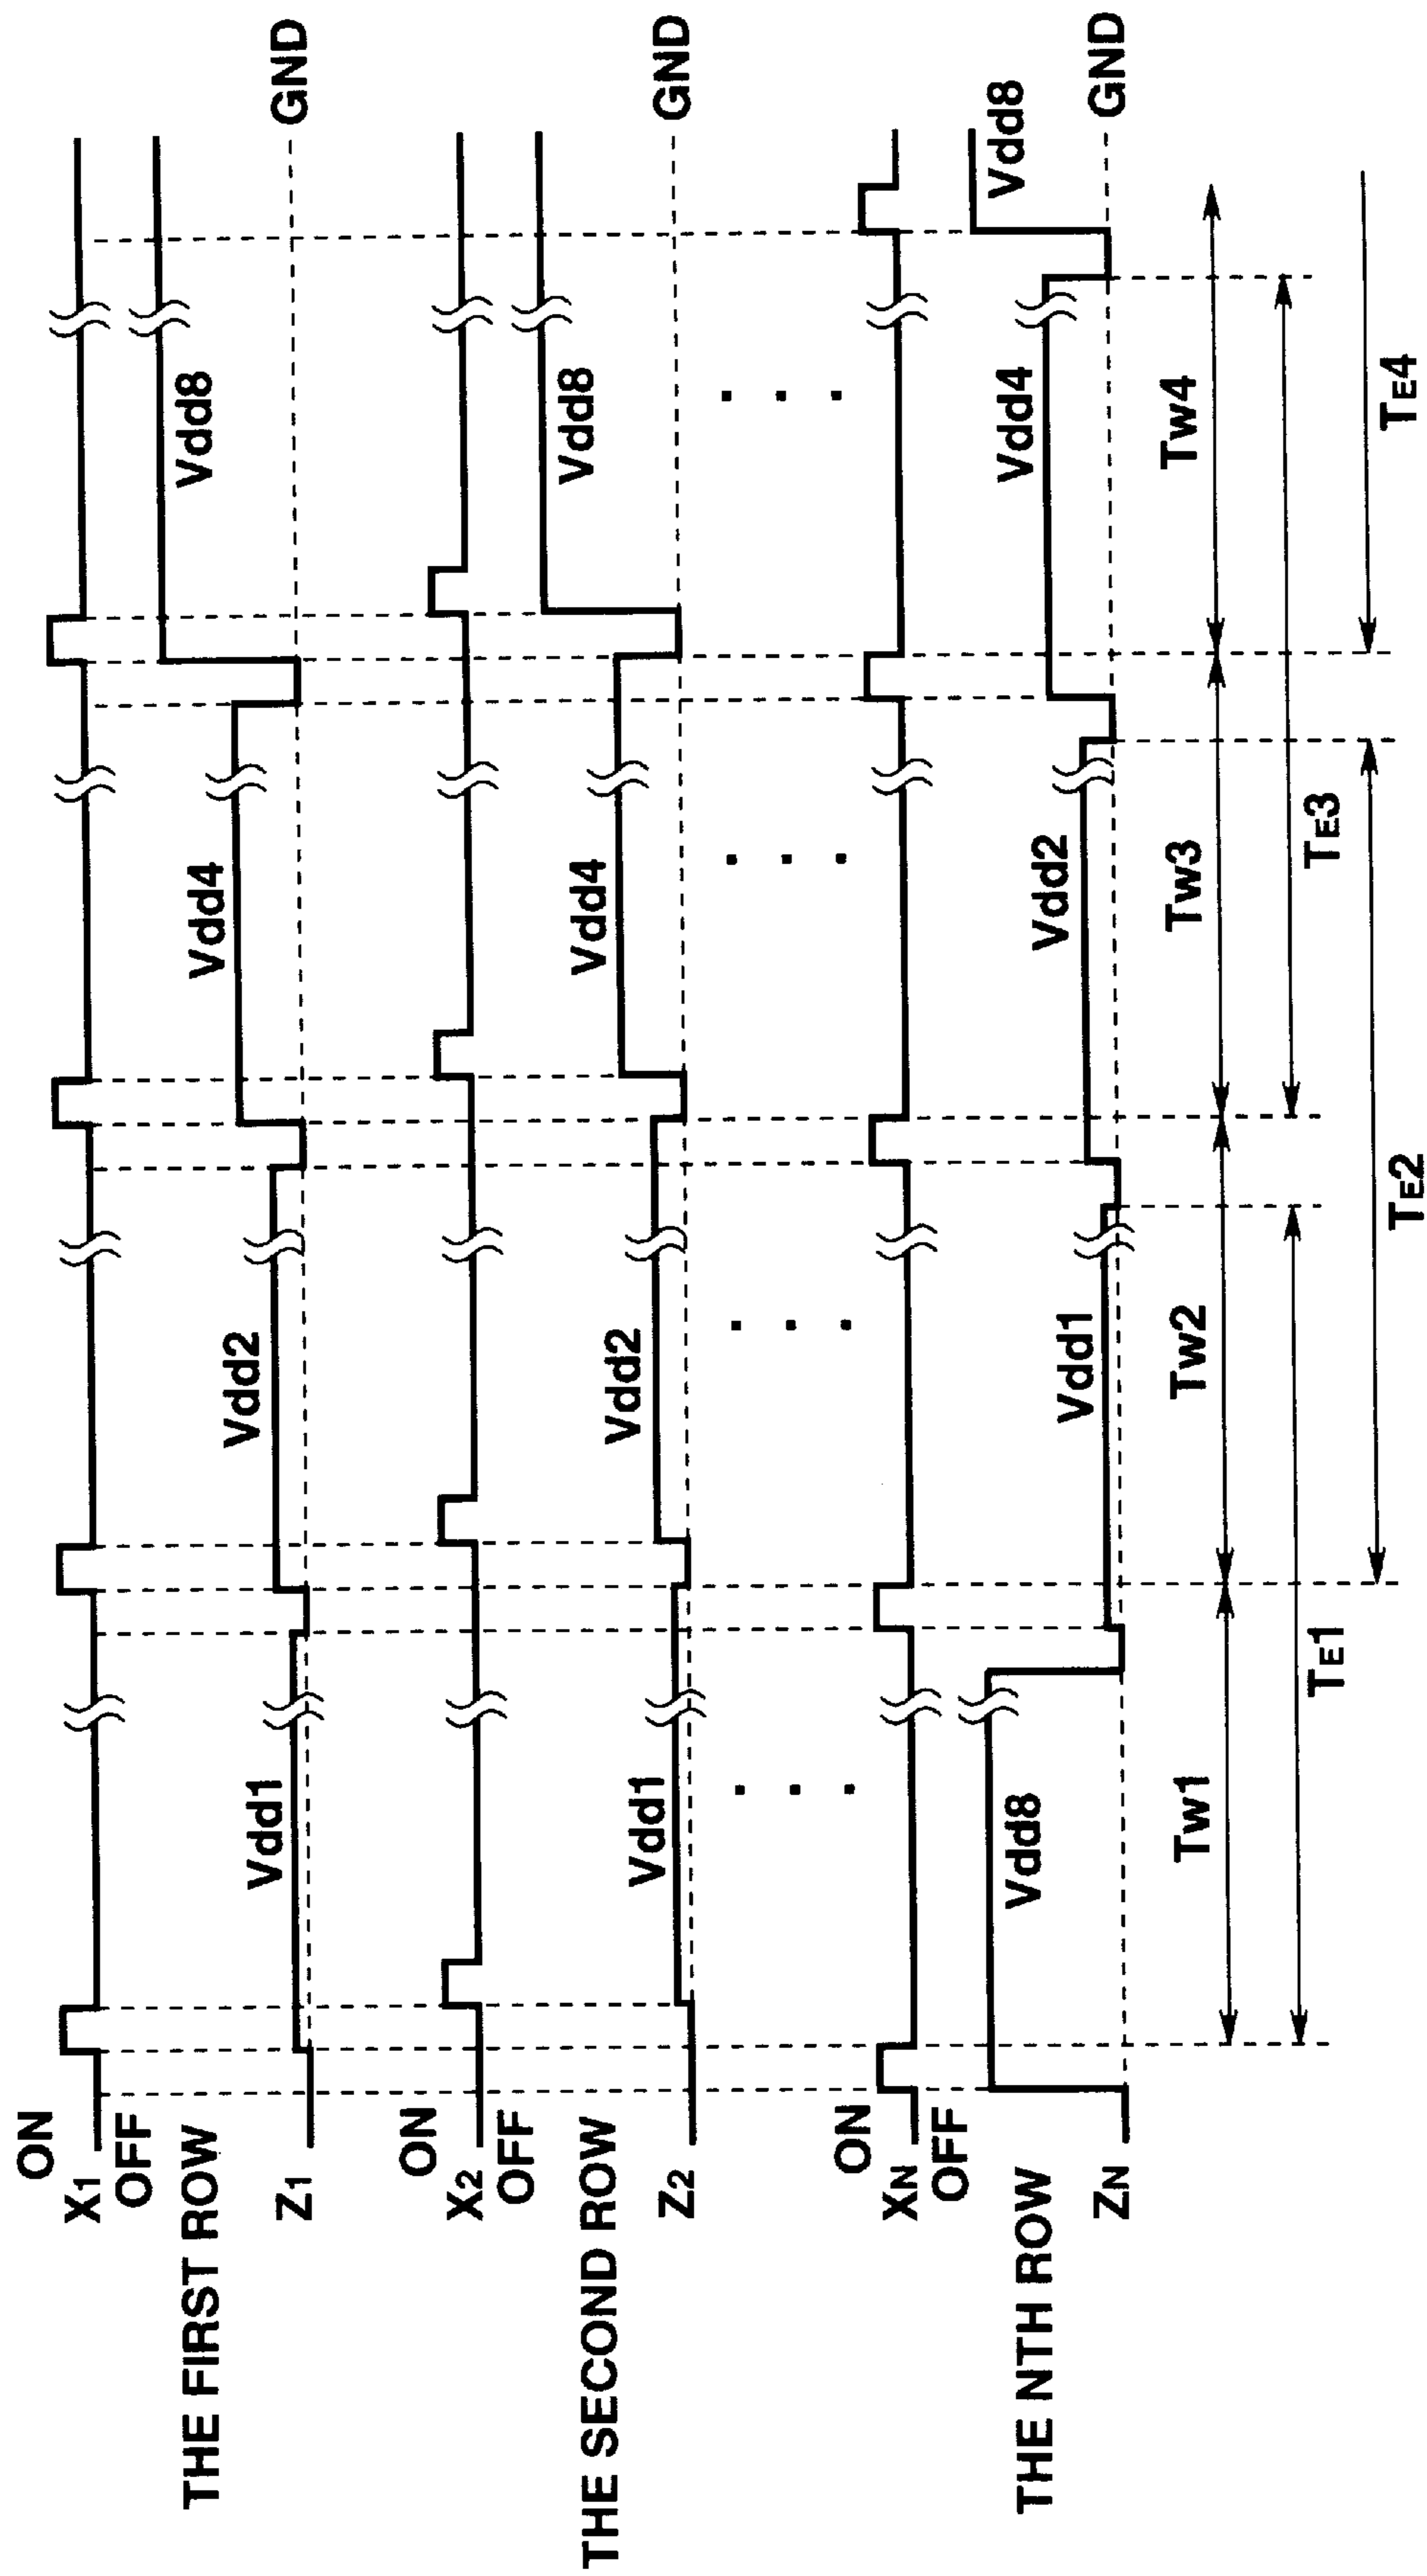 ON
X1
OFF
THE FIRST ROW
Z1
Vdd1
Vdd2
Vdd4
Vdd8
GND
ON
X2
OFF
THE SECOND ROW
Z2
Vdd1
Vdd2
Vdd4
Vdd8
GND
. . .
. . .
. . .
. . .
ON
XN
OFF
THE NTH ROW
ZN
Vdd8
Vdd1
Vdd2
Vdd4
Vdd8
GND
Tw1
Tw2
Tw3
Tw4
TE1
TE3
TE2
TE4